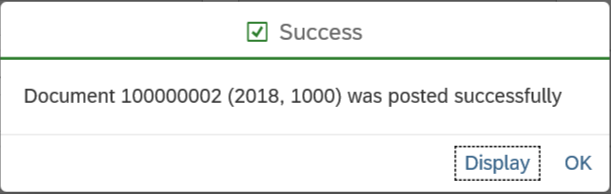 Success
Document 100000002 (2018, 1000) was posted successfully
Display OK